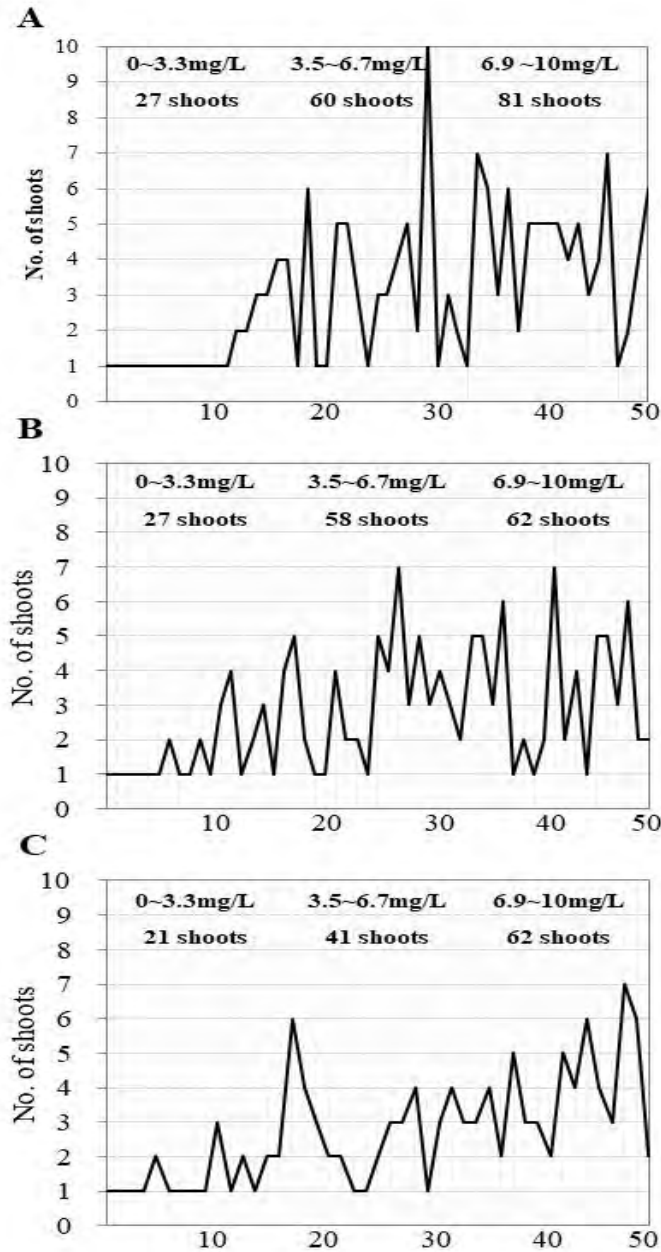 A
10
0~3.3mg/L 3.5~6.7mg/L 6.9 ~10mg/L
9
27 shoots 60 shoots 81 shoots
8
7
6
No. of shoots
5
4
3
2
1
0
10 20 30 40 50
B
10
0~3.3mg/L 3.5~6.7mg/L 6.9~10mg/L
9
27 shoots 58 shoots 62 shoots
8
7
6
No. of shoots
5
4
3
2
1
0
10 20 30 40 50
C
10
0~3.3mg/L 3.5~6.7mg/L 6.9~10mg/L
9
21 shoots 41 shoots 62 shoots
8
7
6
No. of shoots
5
4
3
2
1
0
10 20 30 40 50